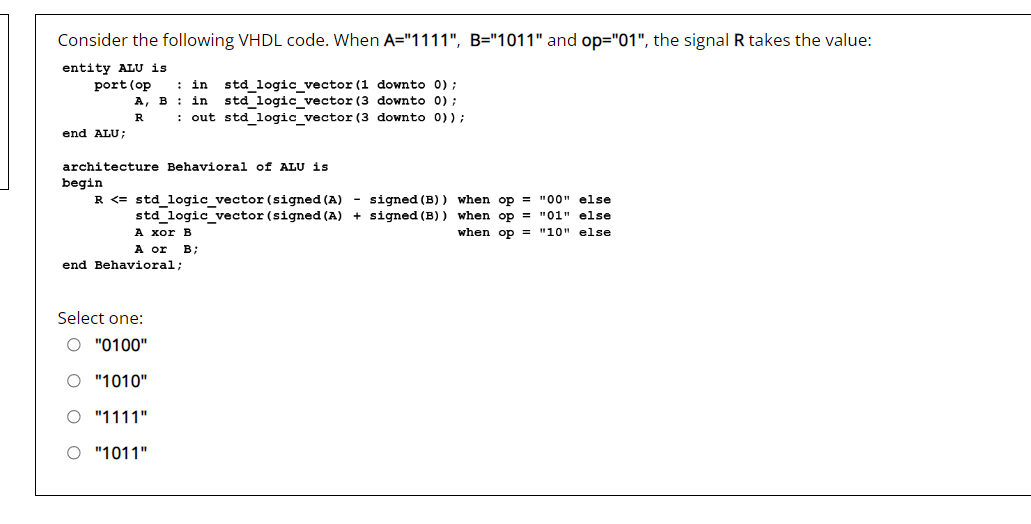 Consider the following VHDL code. When A="1111", B="1011" and op="01", the signal R takes the value:
entity ALU is
port(op : in std_logic_vector(1 downto 0);
A, B : in std_logic_vector(3 downto 0);
R : out std_logic_vector(3 downto 0));
end ALU;
architecture Behavioral of ALU is
begin
R <= std_logic_vector(signed(A) - signed(B)) when op = "00" else
std_logic_vector(signed(A) + signed(B)) when op = "01" else
A xor B when op = "10" else
A or B;
end Behavioral;
Select one:
"0100"
"1010"
"1111"
"1011"